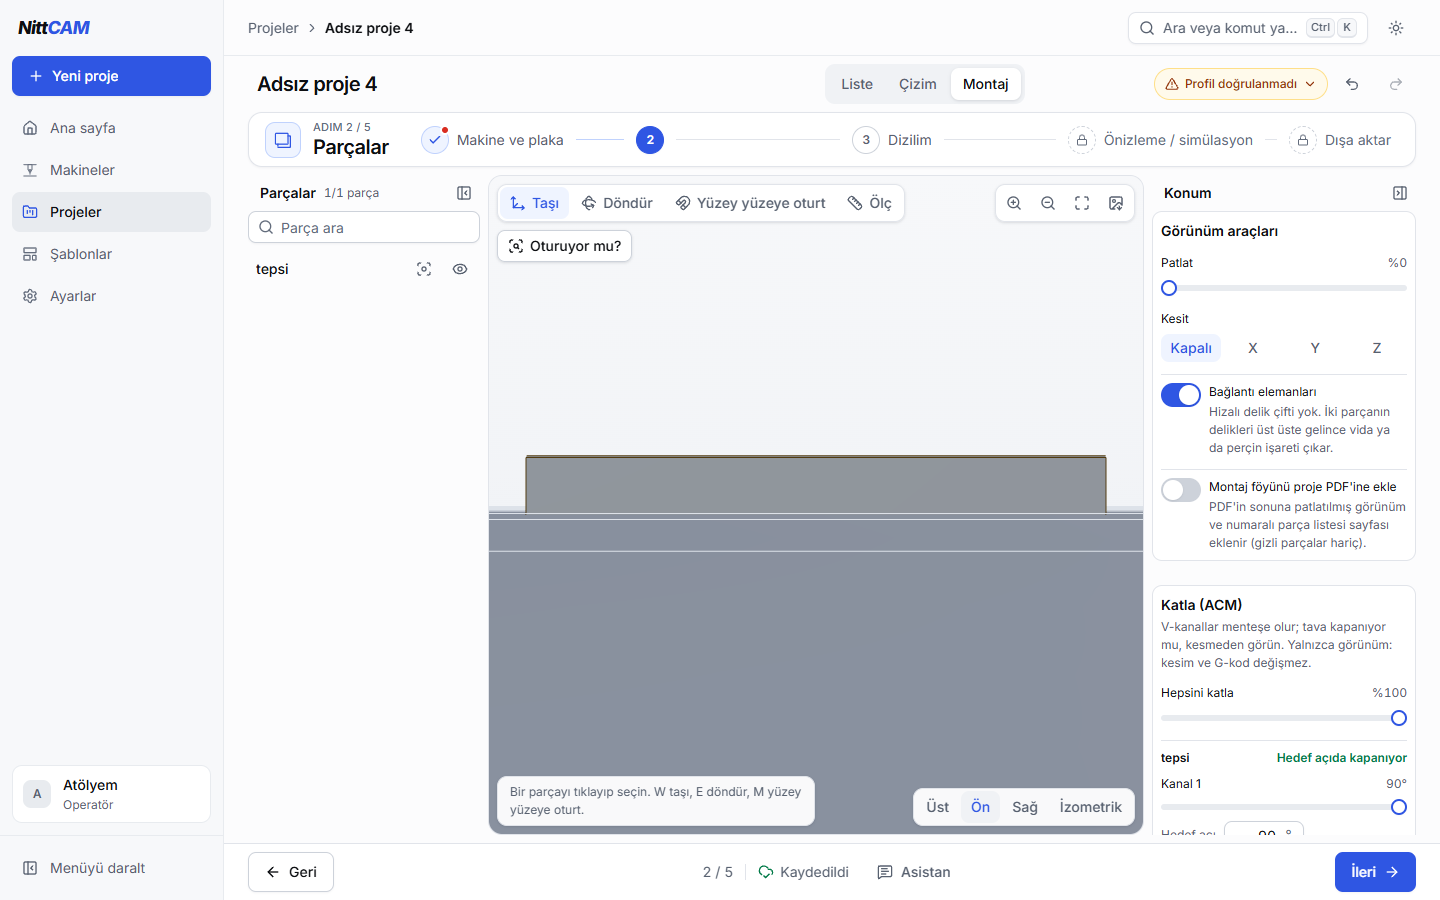 NittCAM
Yeni proje
Ana sayfa
Makineler
Projeler
Şablonlar
Ayarlar
A
Atölyem
Operatör
Menüyü daralt
Projeler > Adsız proje 4
Ara veya komut ya... Ctrl K
Adsız proje 4
Liste Çizim Montaj
Profil doğrulanmadı
ADIM 2 / 5
Parçalar
Makine ve plaka
2
3 Dizilim
Önizleme / simülasyon
Dışa aktar
Parçalar 1/1 parça
Parça ara
tepsi
Taşı Döndür Yüzey yüzeye oturt Ölç
Oturuyor mu?
Bir parçayı tıklayıp seçin. W taşı, E döndür, M yüzey
yüzeye oturt.
Üst Ön Sağ İzometrik
Konum
Görünüm araçları
Patlat %0
Kesit
Kapalı X Y Z
Bağlantı elemanları
Hizalı delik çifti yok. İki parçanın
delikleri üst üste gelince vida ya
da perçin işareti çıkar.
Montaj föyünü proje PDF'ine ekle
PDF'in sonuna patlatılmış görünüm
ve numaralı parça listesi sayfası
eklenir (gizli parçalar hariç).
Katla (ACM)
V-kanallar menteşe olur; tava kapanıyor
mu, kesmeden görün. Yalnızca görünüm:
kesim ve G-kod değişmez.
Hepsini katla %100
tepsi Hedef açıda kapanıyor
Kanal 1 90°
Hedef açı 90 °
Geri
2 / 5 Kaydedildi Asistan
İleri